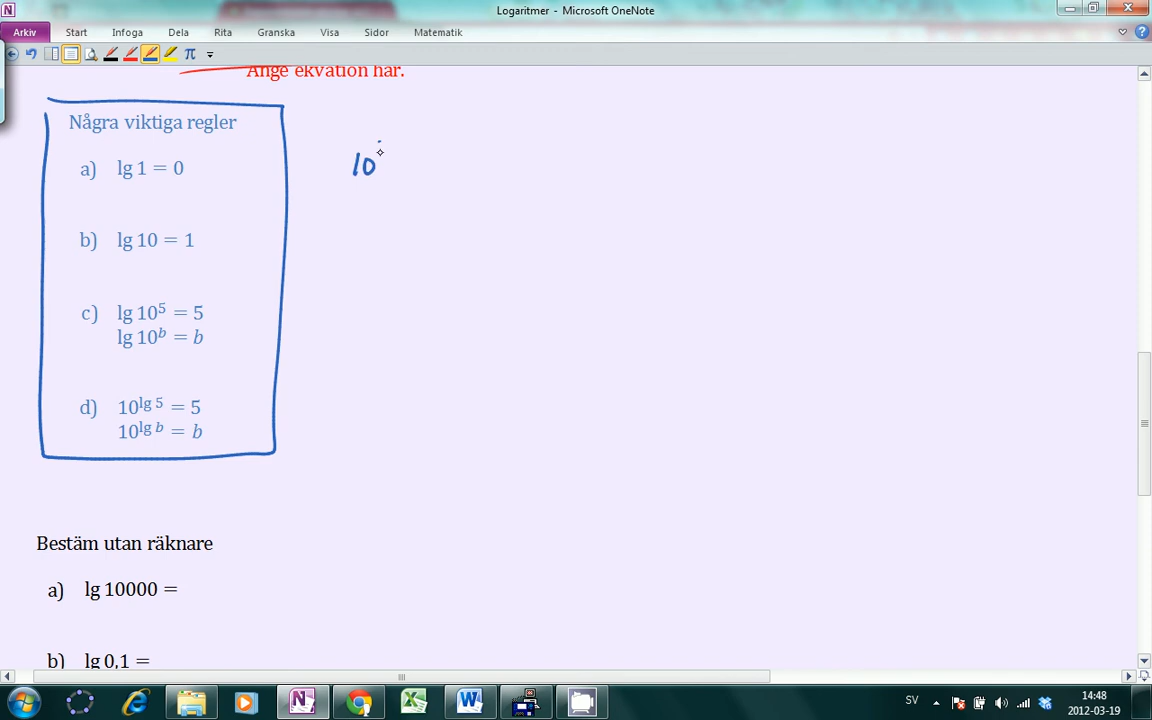 Logaritmer - Microsoft OneNote
Arkiv Start Infoga Dela Rita Granska Visa Sidor Matematik
Ange ekvation här.
Några viktiga regler
a) lg 1 = 0
10
b) lg 10 = 1
c) lg 10⁵ = 5
lg 10ᵇ = b
d) 10^{lg 5} = 5
10^{lg b} = b
Bestäm utan räknare
a) lg 10000 =
b) lg 0,1 =
SV 14:48
2012-03-19